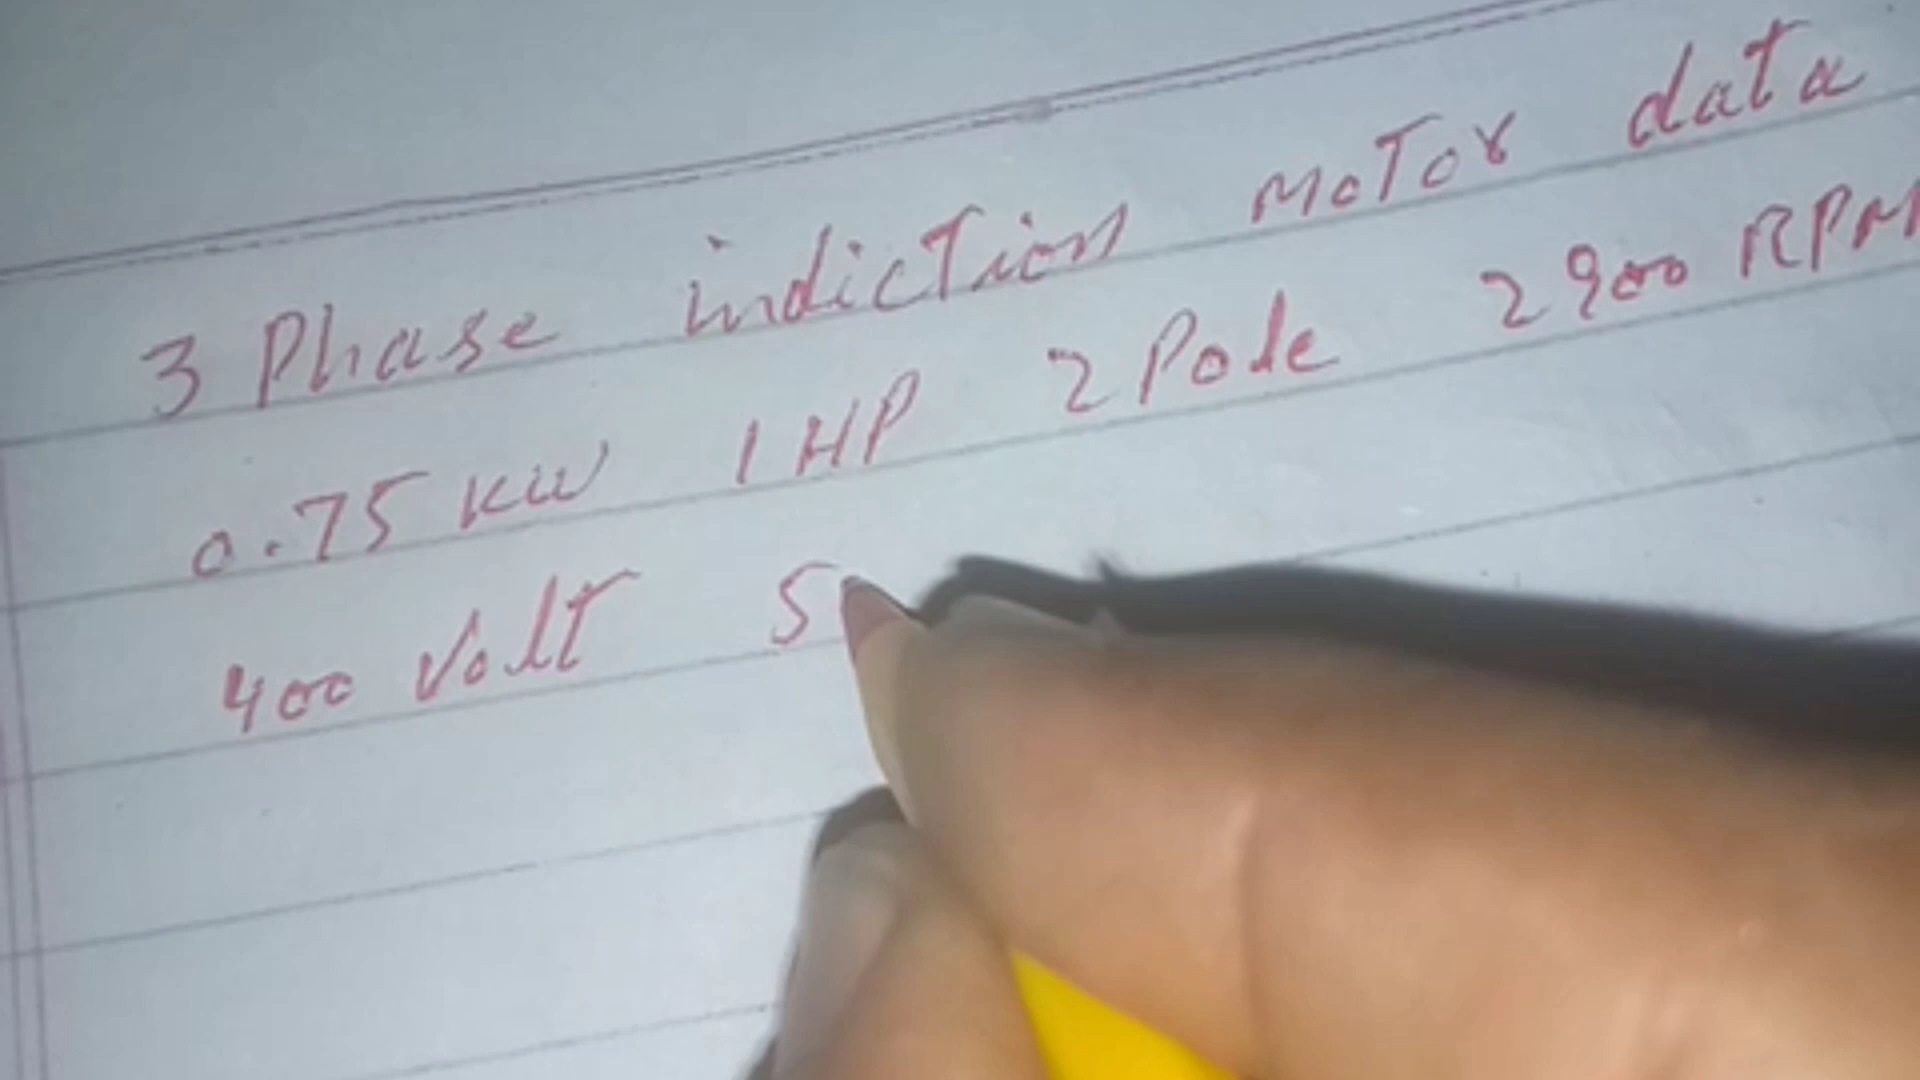 3 Phase indiction motor data
0.75 kw 1 HP 2 Pole 2900 RPM
400 Volt 5